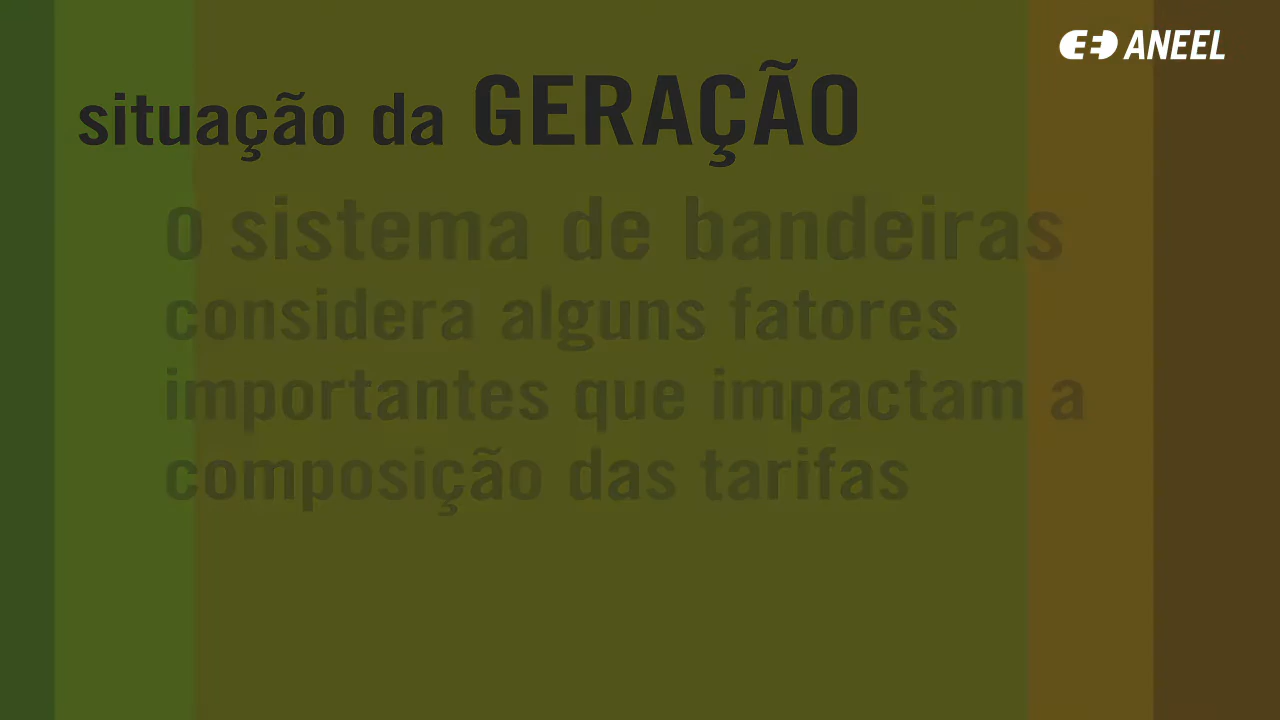 ANEEL
situação da GERAÇÃO
o sistema de bandeiras
considera alguns fatores
importantes que impactam a
composição das tarifas